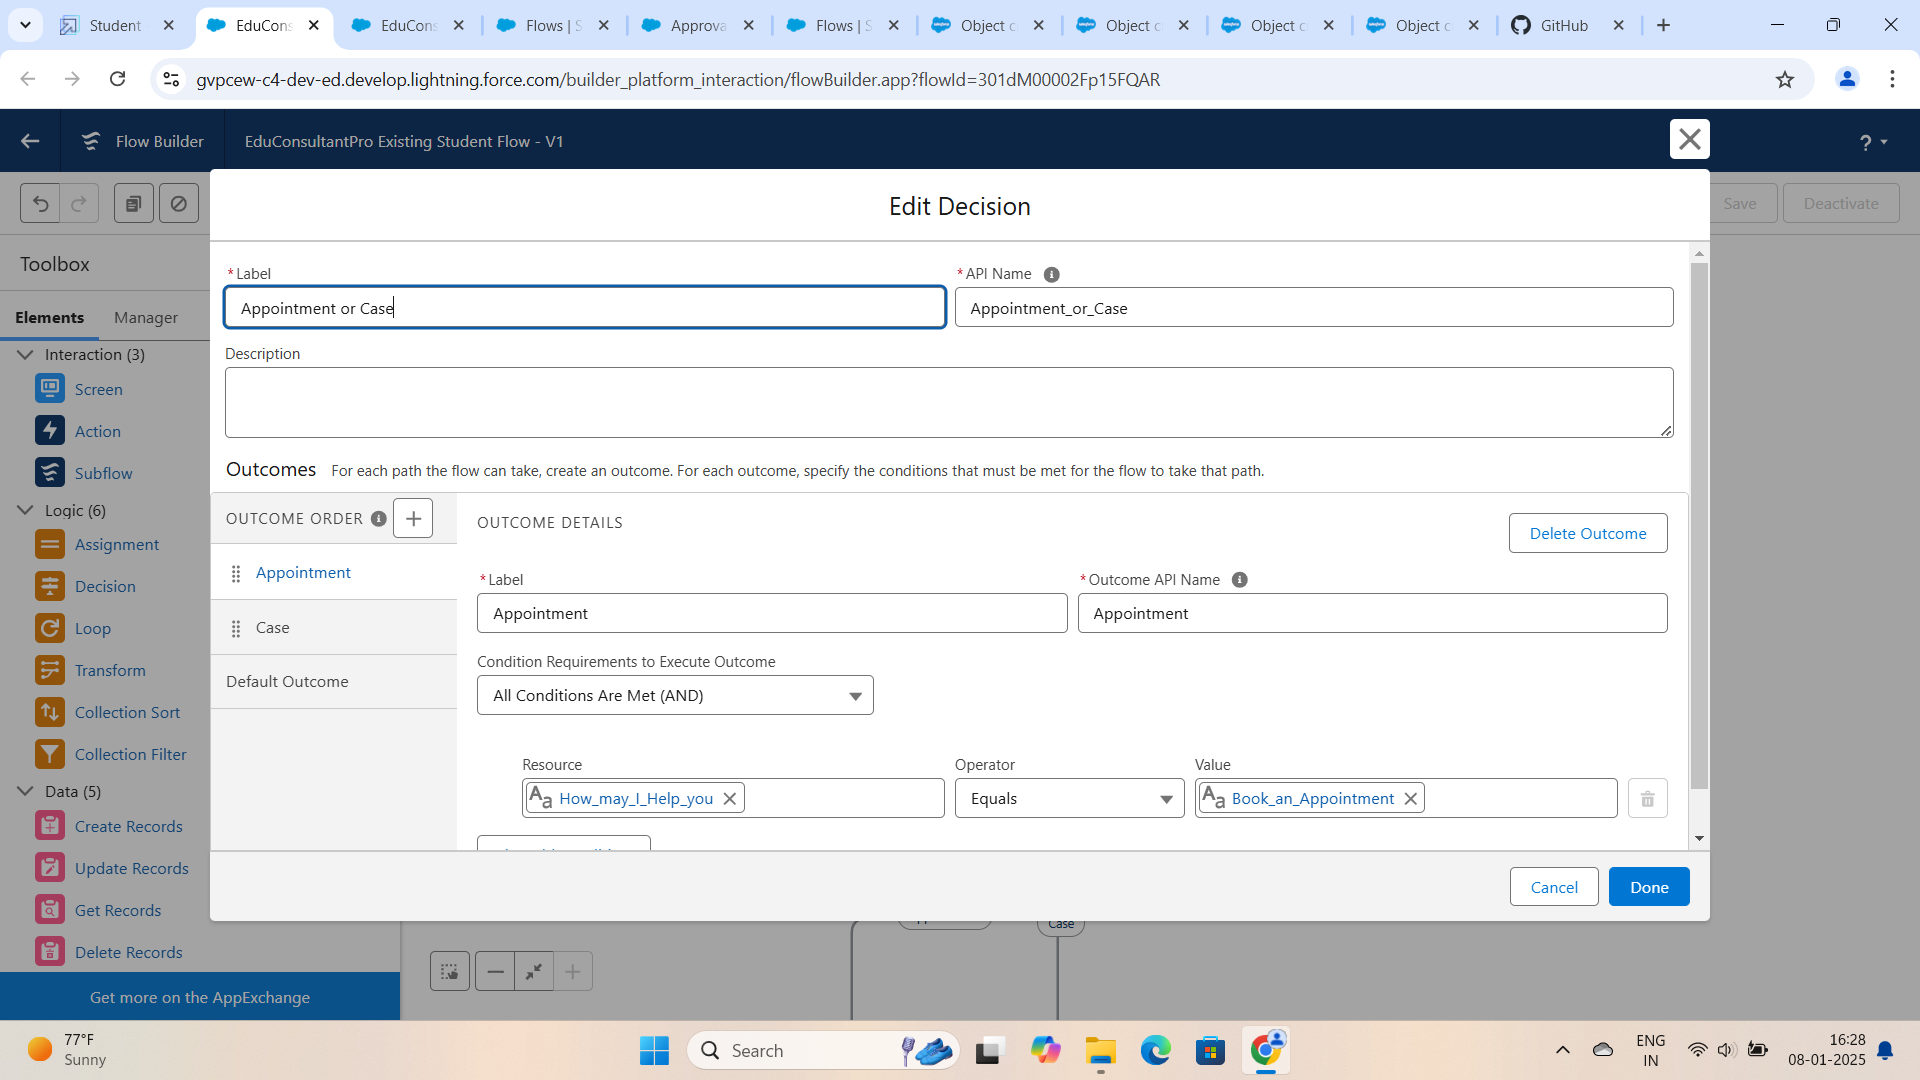 Student
EduCons
EduCons
Flows | S
Approva
Flows | S
Object c
Object c
Object c
Object c
GitHub
gvpcew-c4-dev-ed.develop.lightning.force.com/builder_platform_interaction/flowBuilder.app?flowId=301dM00002Fp15FQAR
Flow Builder
EduConsultantPro Existing Student Flow - V1
?
Save
Deactivate
Edit Decision
Toolbox
Elements
Manager
Interaction (3)
Screen
Action
Subflow
Logic (6)
Assignment
Decision
Loop
Transform
Collection Sort
Collection Filter
Data (5)
Create Records
Update Records
Get Records
Delete Records
Get more on the AppExchange
*Label
Appointment or Case
*API Name
Appointment_or_Case
Description
Outcomes For each path the flow can take, create an outcome. For each outcome, specify the conditions that must be met for the flow to take that path.
OUTCOME ORDER
Appointment
Case
Default Outcome
OUTCOME DETAILS
Delete Outcome
*Label
Appointment
*Outcome API Name
Appointment
Condition Requirements to Execute Outcome
All Conditions Are Met (AND)
Resource
Aa How_may_I_Help_you
Operator
Equals
Value
Aa Book_an_Appointment
Cancel
Done
Case
77°F
Sunny
Search
ENG
IN
16:28
08-01-2025